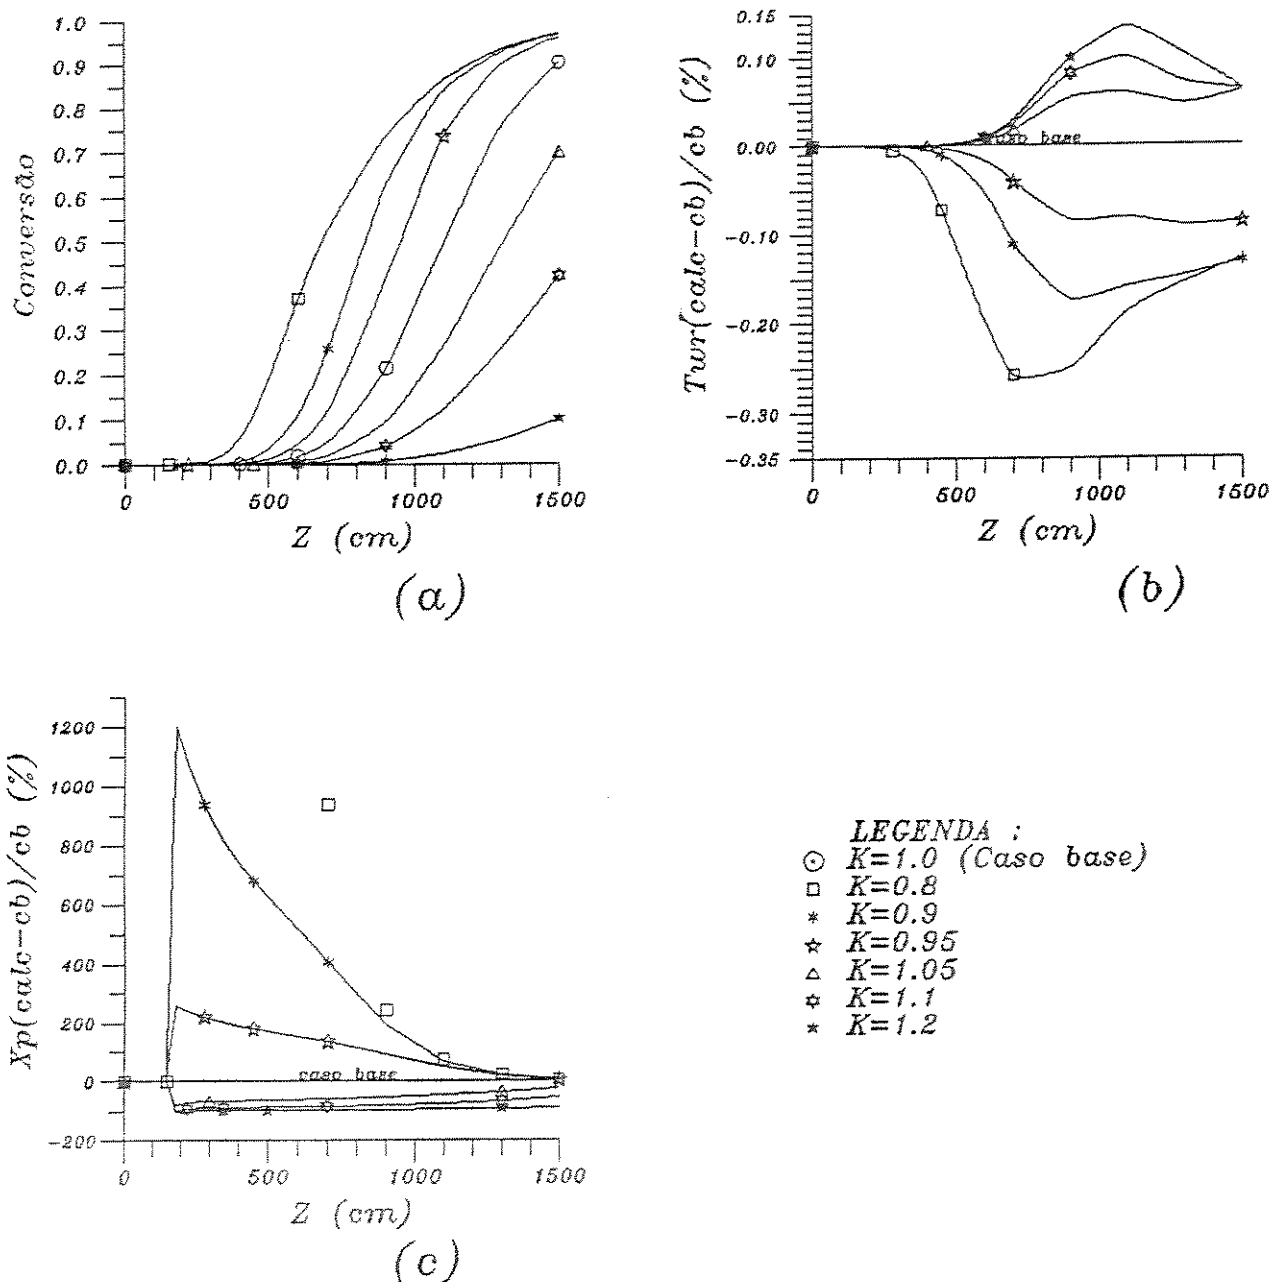 1.0
0.9
0.8
0.7
0.6
0.5
0.4
0.3
0.2
0.1
0.0
Conversão
0 500 1000 1500
Z (cm)
(a)
0.15
0.10
0.00
-0.10
-0.20
-0.30
-0.35
Twr(calc-cb)/cb (%)
caso base
0 500 1000 1500
Z (cm)
(b)
1200
1000
800
600
400
200
0
-200
Xp(calc-cb)/cb (%)
caso base
0 500 1000 1500
Z (cm)
(c)
LEGENDA :
K=1.0 (Caso base)
K=0.8
K=0.9
K=0.95
K=1.05
K=1.1
K=1.2